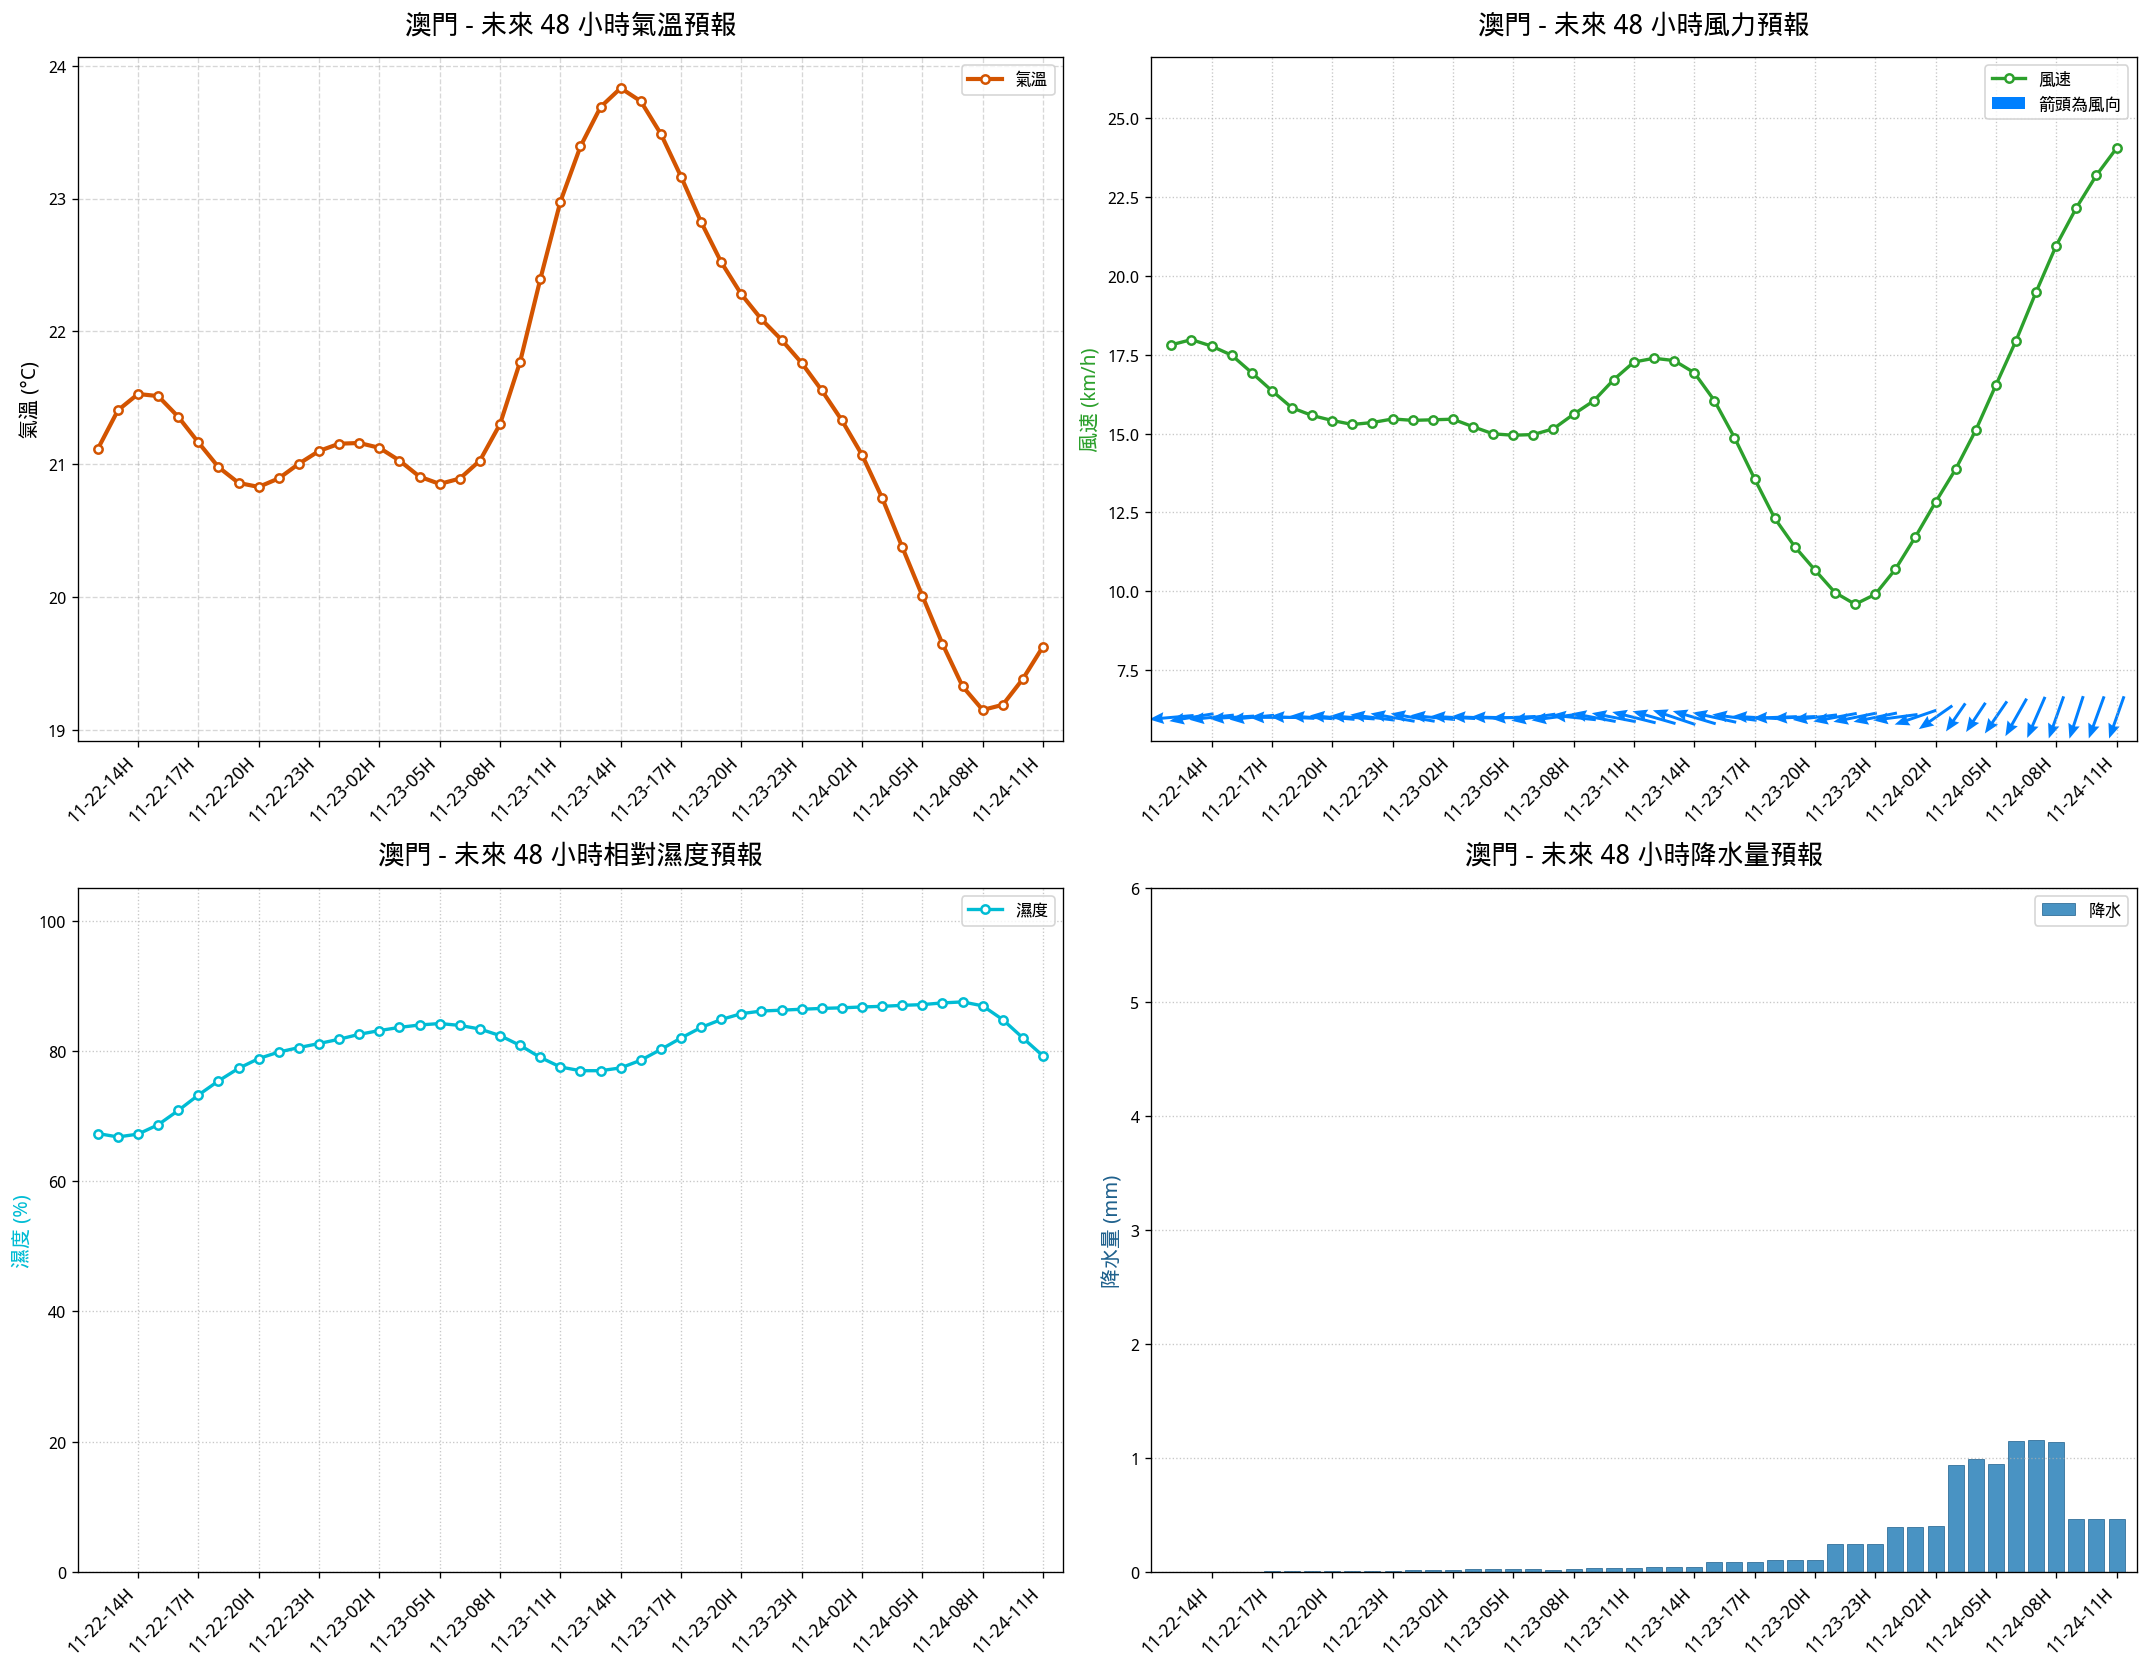 澳門 - 未來 48 小時氣溫預報
氣溫 (°C)
24
23
22
21
20
19
氣溫
11-22-14H
11-22-17H
11-22-20H
11-22-23H
11-23-02H
11-23-05H
11-23-08H
11-23-11H
11-23-14H
11-23-17H
11-23-20H
11-23-23H
11-24-02H
11-24-05H
11-24-08H
11-24-11H
澳門 - 未來 48 小時風力預報
風速 (km/h)
25.0
22.5
20.0
17.5
15.0
12.5
10.0
7.5
風速
箭頭為風向
11-22-14H
11-22-17H
11-22-20H
11-22-23H
11-23-02H
11-23-05H
11-23-08H
11-23-11H
11-23-14H
11-23-17H
11-23-20H
11-23-23H
11-24-02H
11-24-05H
11-24-08H
11-24-11H
澳門 - 未來 48 小時相對濕度預報
濕度 (%)
100
80
60
40
20
0
濕度
11-22-14H
11-22-17H
11-22-20H
11-22-23H
11-23-02H
11-23-05H
11-23-08H
11-23-11H
11-23-14H
11-23-17H
11-23-20H
11-23-23H
11-24-02H
11-24-05H
11-24-08H
11-24-11H
澳門 - 未來 48 小時降水量預報
降水量 (mm)
6
5
4
3
2
1
0
降水
11-22-14H
11-22-17H
11-22-20H
11-22-23H
11-23-02H
11-23-05H
11-23-08H
11-23-11H
11-23-14H
11-23-17H
11-23-20H
11-23-23H
11-24-02H
11-24-05H
11-24-08H
11-24-11H